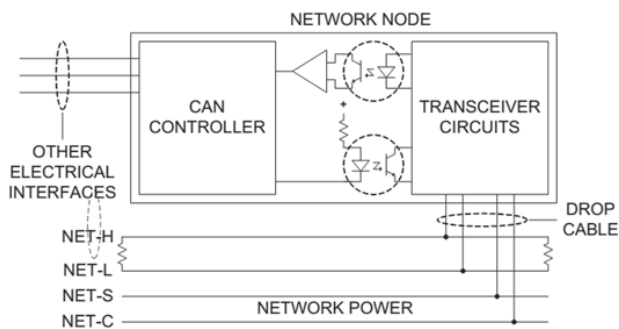 NETWORK NODE
CAN
CONTROLLER
+
TRANSCEIVER
CIRCUITS
OTHER
ELECTRICAL
INTERFACES
DROP
CABLE
NET-H
NET-L
NET-S
NETWORK POWER
NET-C